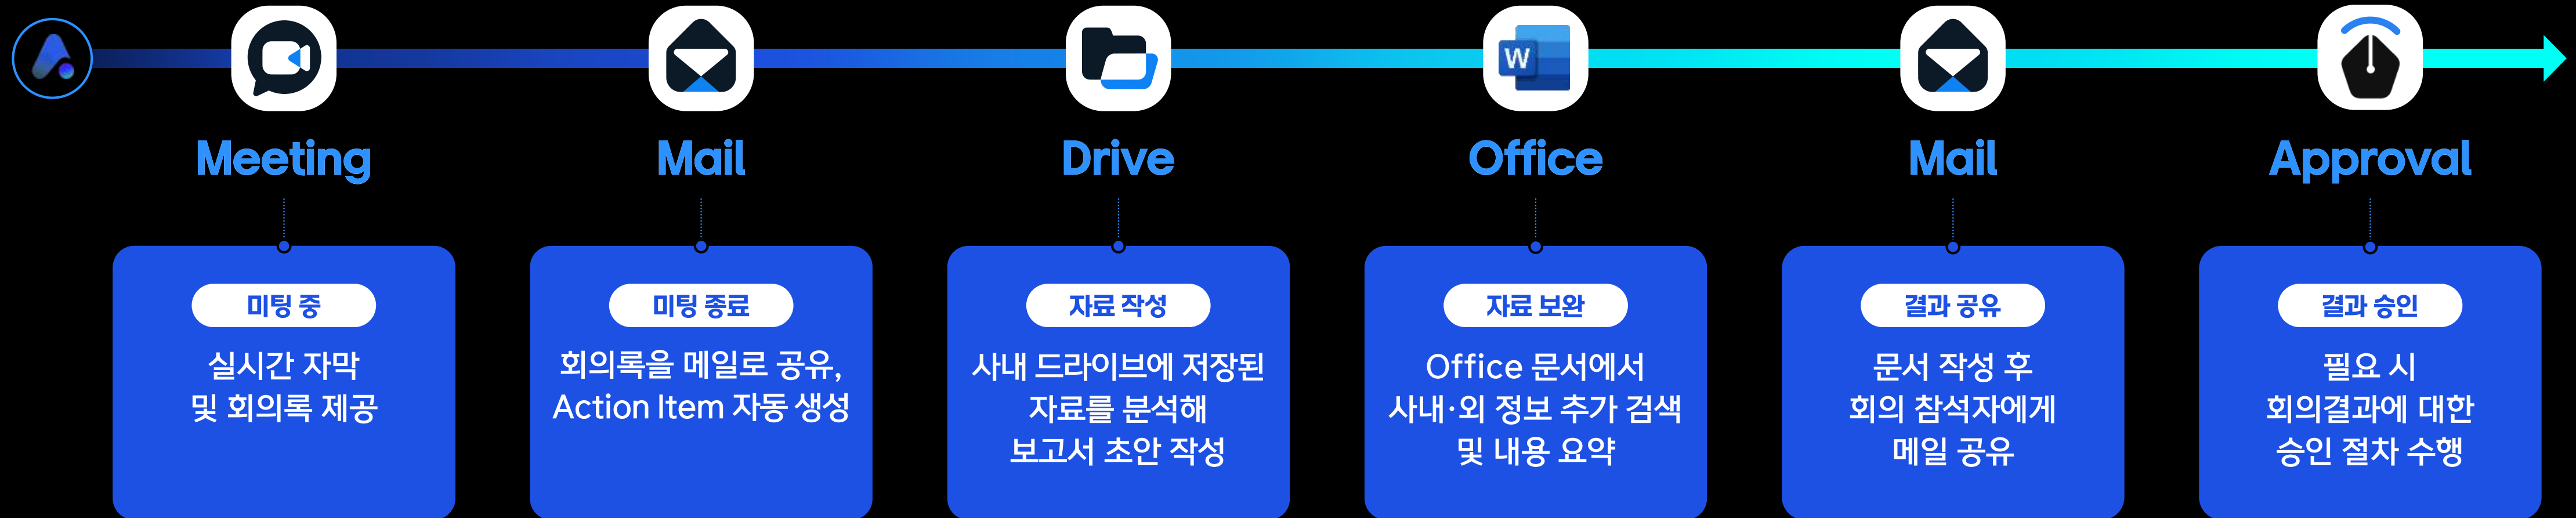 W
Meeting
Mail
Drive
Office
Mail
Approval
미팅 중
실시간 자막
및 회의록 제공
미팅 종료
회의록을 메일로 공유,
Action Item 자동 생성
자료 작성
사내 드라이브에 저장된
자료를 분석해
보고서 초안 작성
자료 보완
Office 문서에서
사내·외 정보 추가 검색
및 내용 요약
결과 공유
문서 작성 후
회의 참석자에게
메일 공유
결과 승인
필요 시
회의결과에 대한
승인 절차 수행